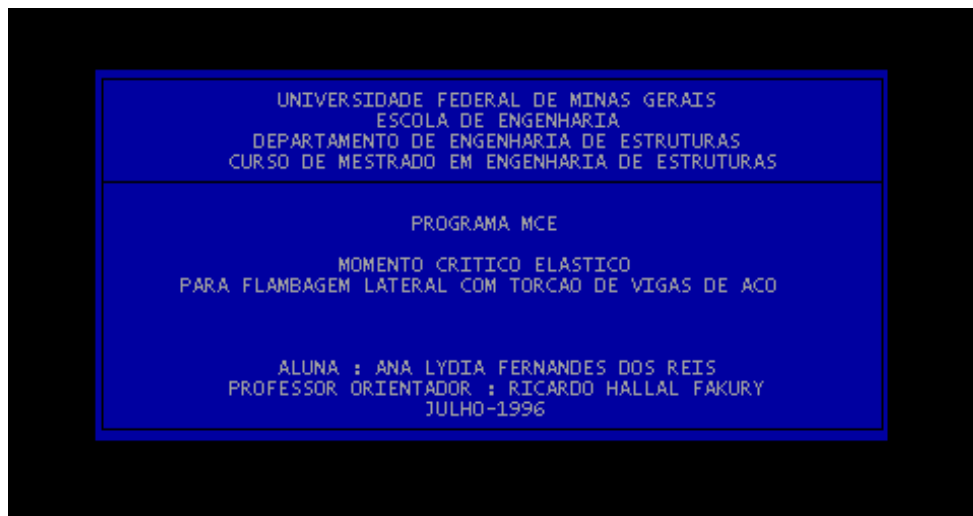 UNIVERSIDADE FEDERAL DE MINAS GERAIS
ESCOLA DE ENGENHARIA
DEPARTAMENTO DE ENGENHARIA DE ESTRUTURAS
CURSO DE MESTRADO EM ENGENHARIA DE ESTRUTURAS
PROGRAMA MCE
MOMENTO CRITICO ELASTICO
PARA FLAMBAGEM LATERAL COM TORCAO DE VIGAS DE ACO
ALUNA : ANA LYDIA FERNANDES DOS REIS
PROFESSOR ORIENTADOR : RICARDO HALLAL FAKURY
JULHO-1996